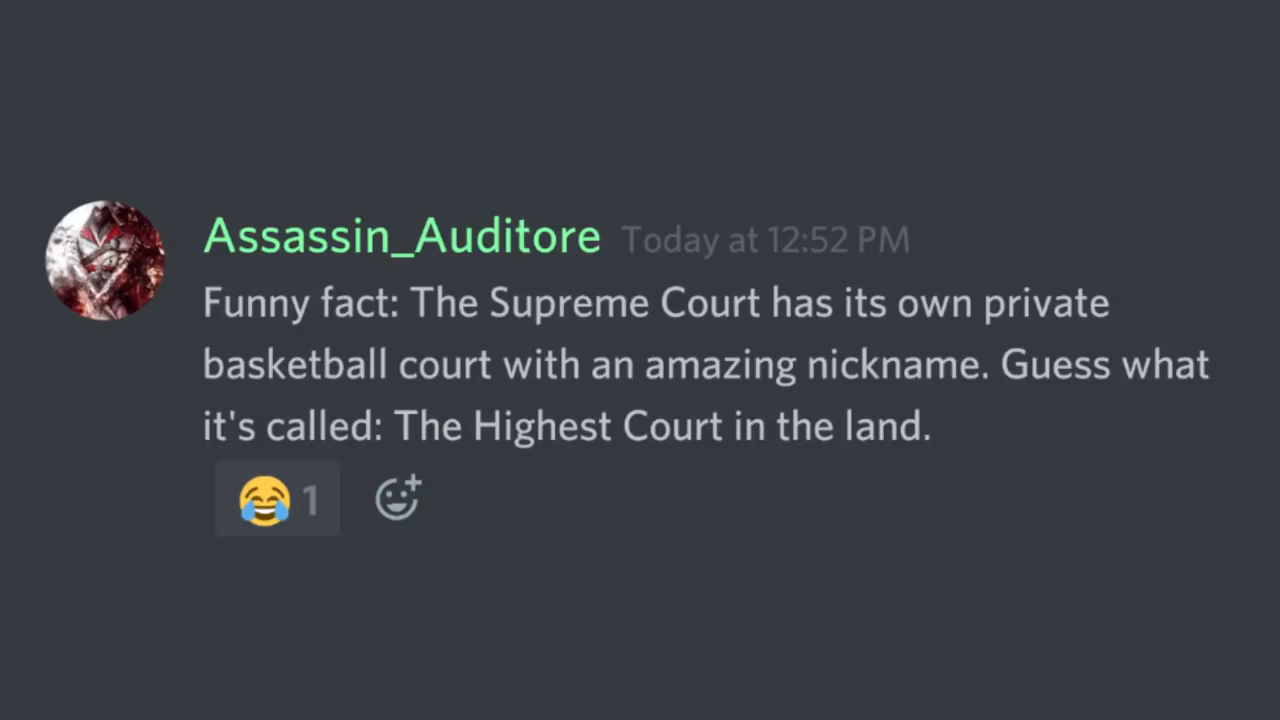 Assassin_Auditore Today at 12:52 PM
Funny fact: The Supreme Court has its own private
basketball court with an amazing nickname. Guess what
it's called: The Highest Court in the land.
😂 1